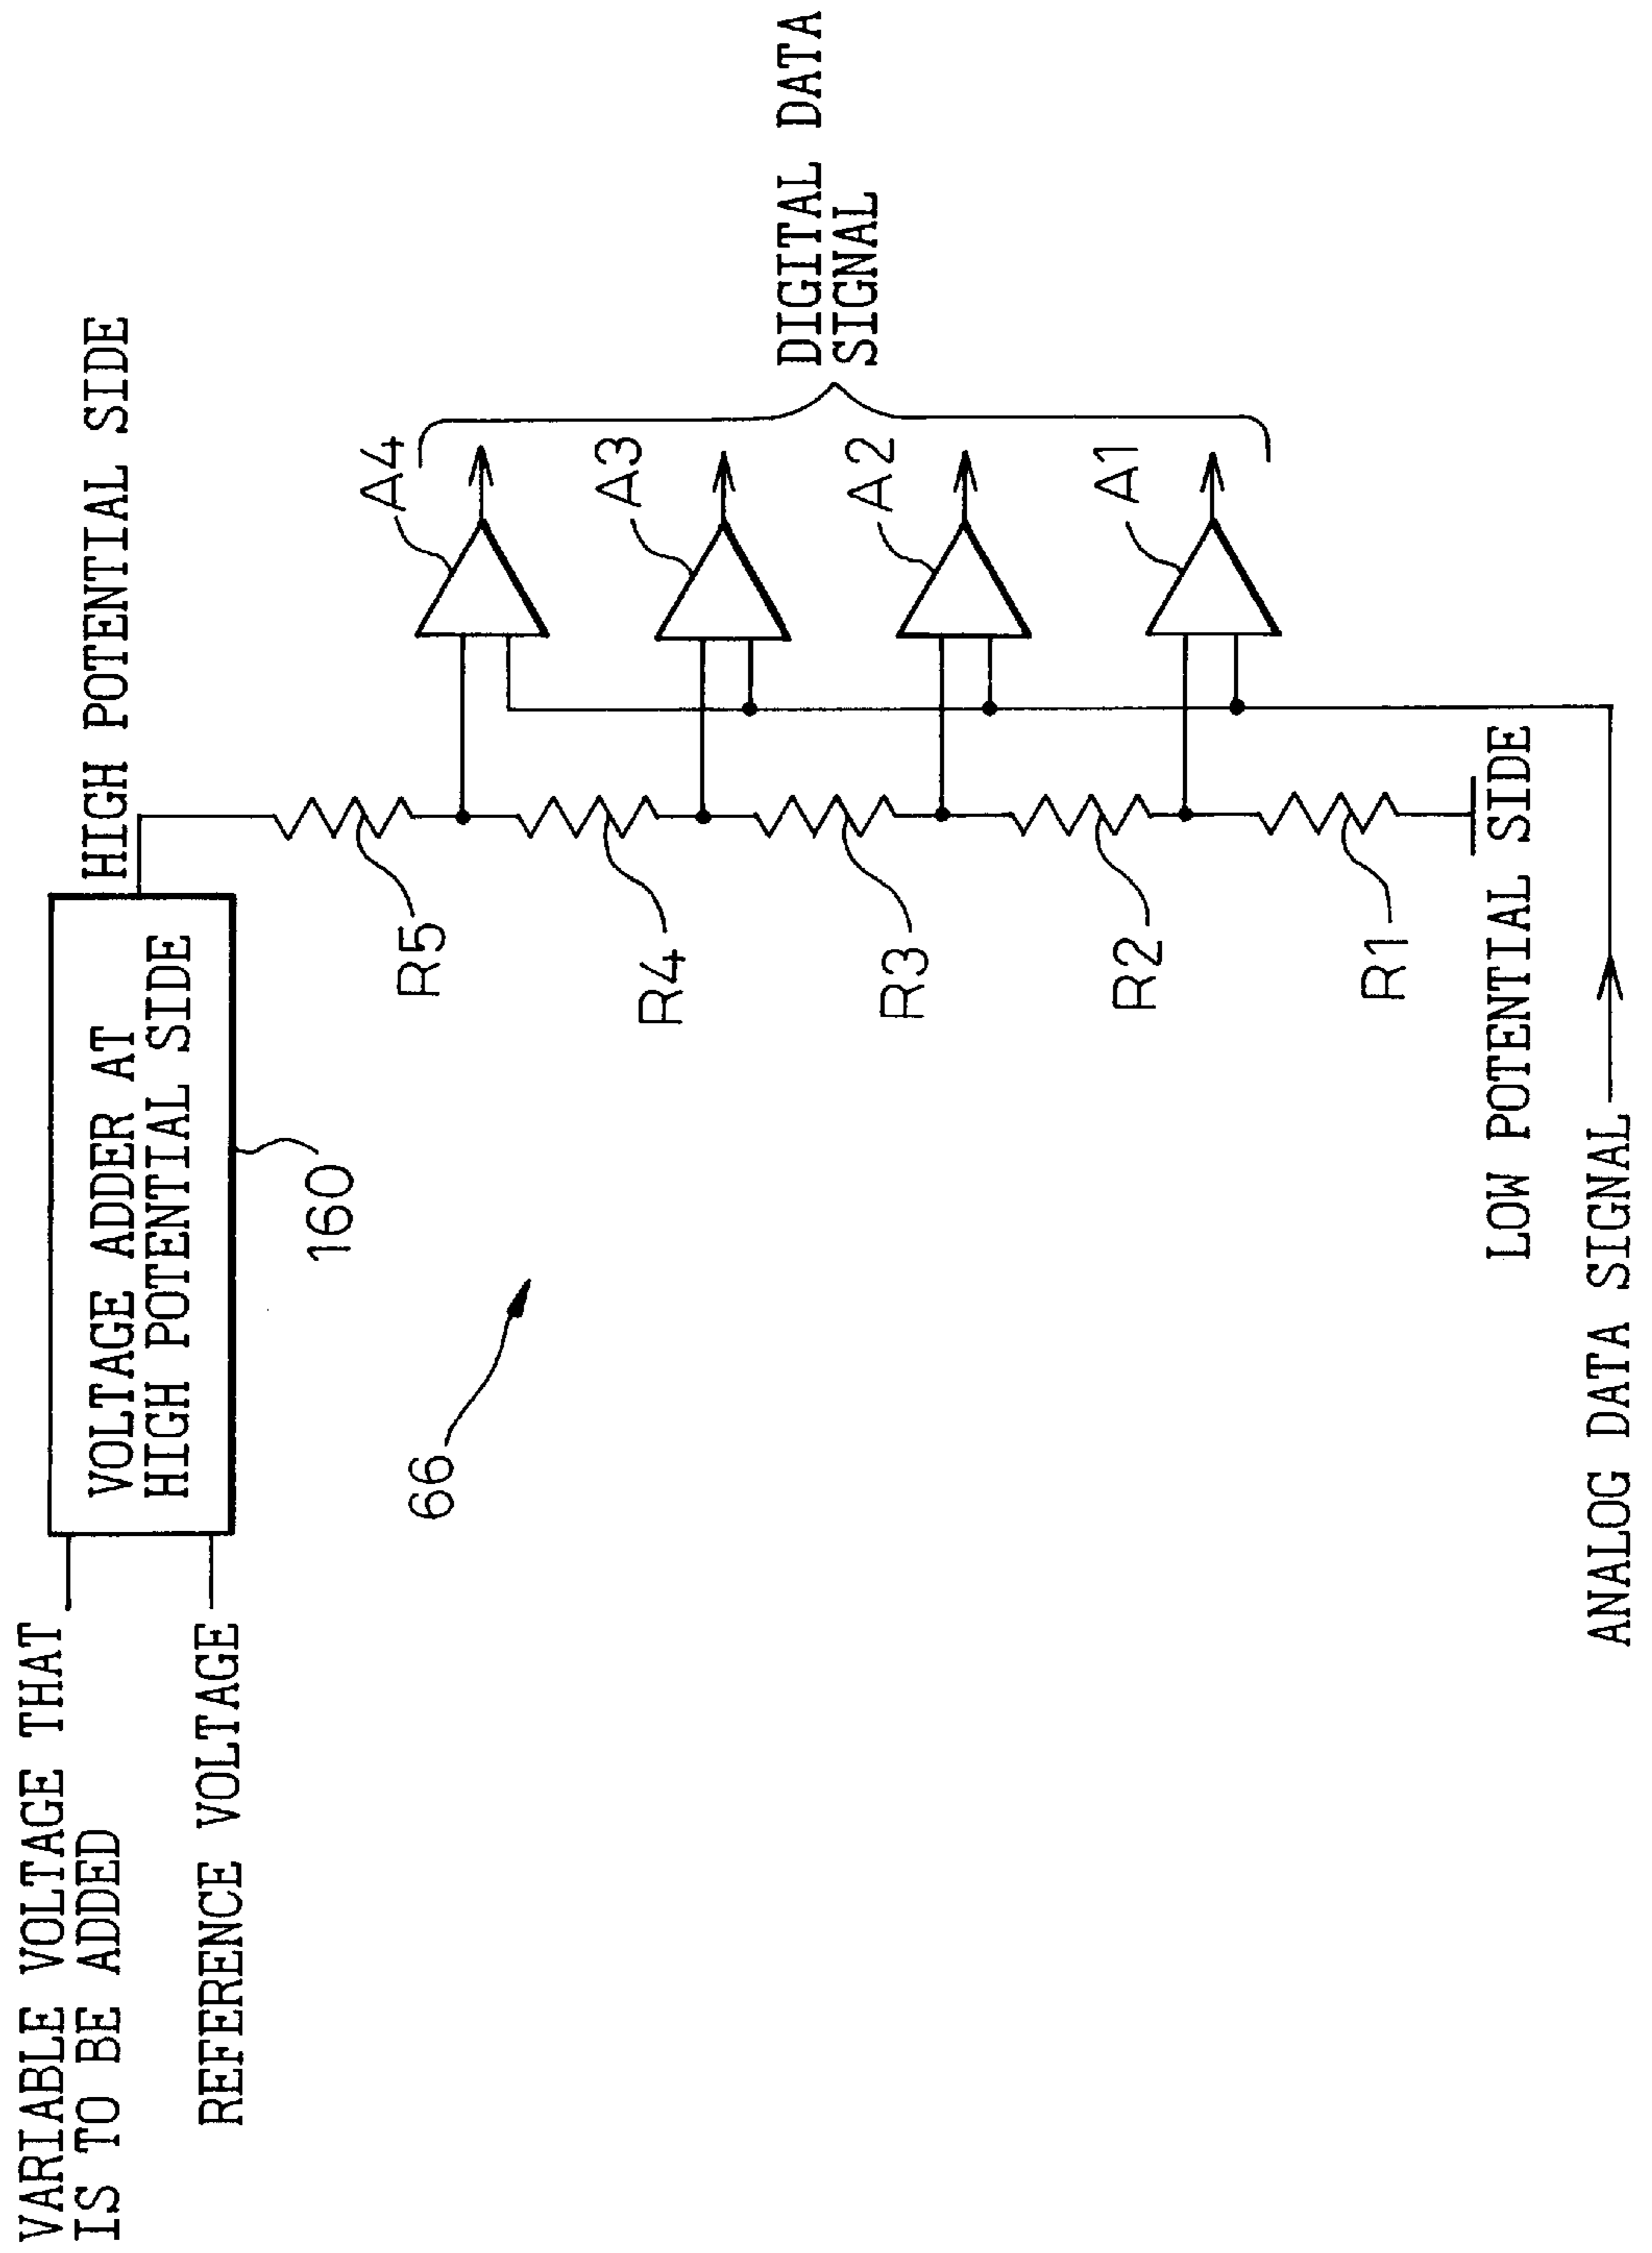 VARIABLE VOLTAGE THAT
IS TO BE ADDED
REFERENCE VOLTAGE
VOLTAGE ADDER AT
HIGH POTENTIAL SIDE
160
HIGH POTENTIAL SIDE
66
R5
R4
R3
R2
R1
A4
A3
A2
A1
DIGITAL DATA
SIGNAL
LOW POTENTIAL SIDE
ANALOG DATA SIGNAL